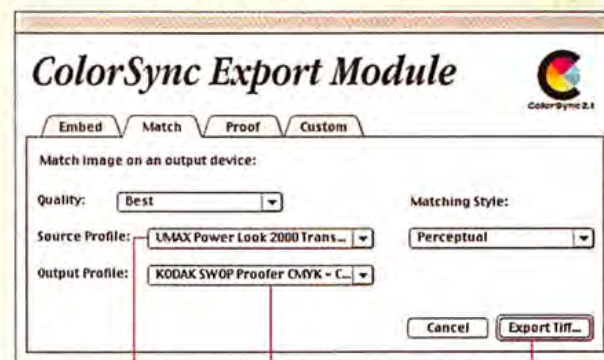 ColorSync Export Module
ColorSync 2.1
Embed Match Proof Custom
Match image on an output device:
Quality: Best Matching Style:
Source Profile: UMAX Power Look 2000 Trans... Perceptual
Output Profile: KODAK SWOP Proofer CMYK - C...
Cancel Export Tiff...